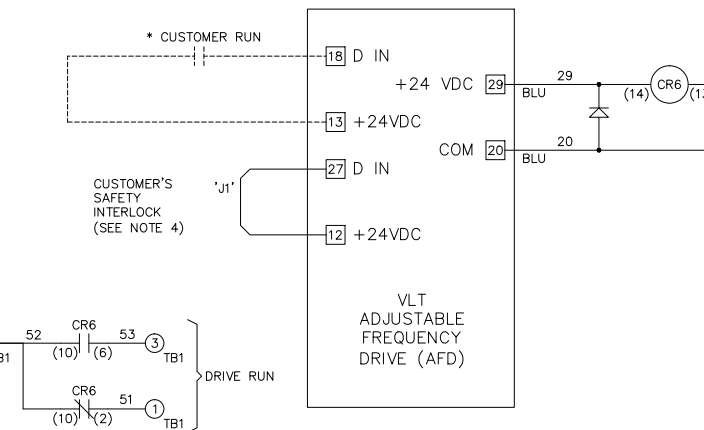 * CUSTOMER RUN
18 D IN
+24 VDC 29
29
BLU
(14) CR6
13 +24VDC
COM 20
20
BLU
27 D IN
CUSTOMER'S
SAFETY
INTERLOCK
(SEE NOTE 4)
'J1'
12 +24VDC
VLT
ADJUSTABLE
FREQUENCY
DRIVE (AFD)
52
CR6
53
(10) (6)
3
TB1
DRIVE RUN
CR6
51
(10) (2)
1
TB1